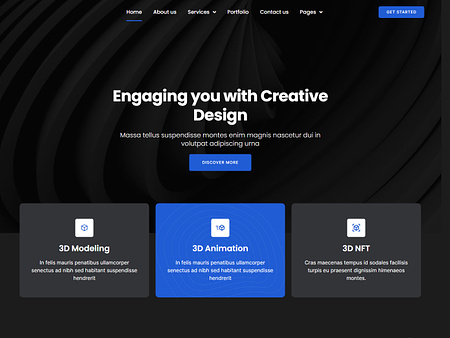 Home About us Services Portfolio Contact us Pages GET STARTED
Engaging you with Creative
Design
Massa tellus suspendisse montes enim magnis nascetur dui in
volutpat adipiscing urna
DISCOVER MORE
3D Modeling
In felis mauris penatibus ullamcorper
senectus ad nibh sed habitant suspendisse
hendrerit
3D Animation
In felis mauris penatibus ullamcorper
senectus ad nibh sed habitant suspendisse
hendrerit
3D NFT
Cras maecenas tempus id sodales facilisis
turpis eu praesent dignissim himenaeos
montes.